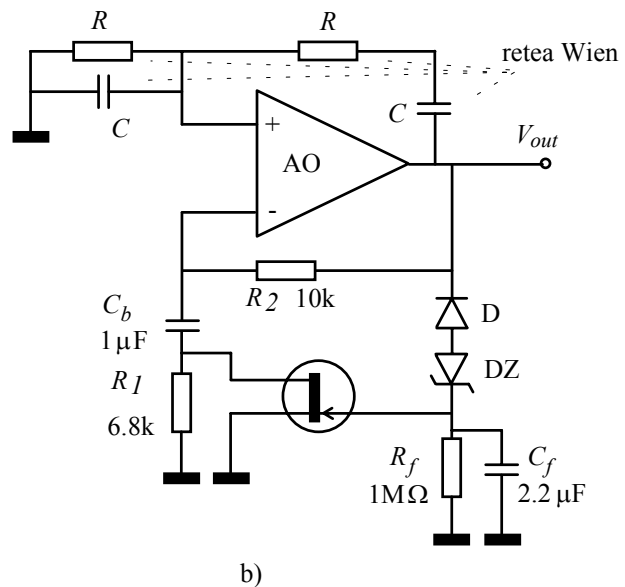 R
R
retea Wien
C
C
+
AO
V_out
-
R_2 10k
C_b
1 μF
D
R_1
DZ
6.8k
R_f
1MΩ
C_f
2.2 μF
b)